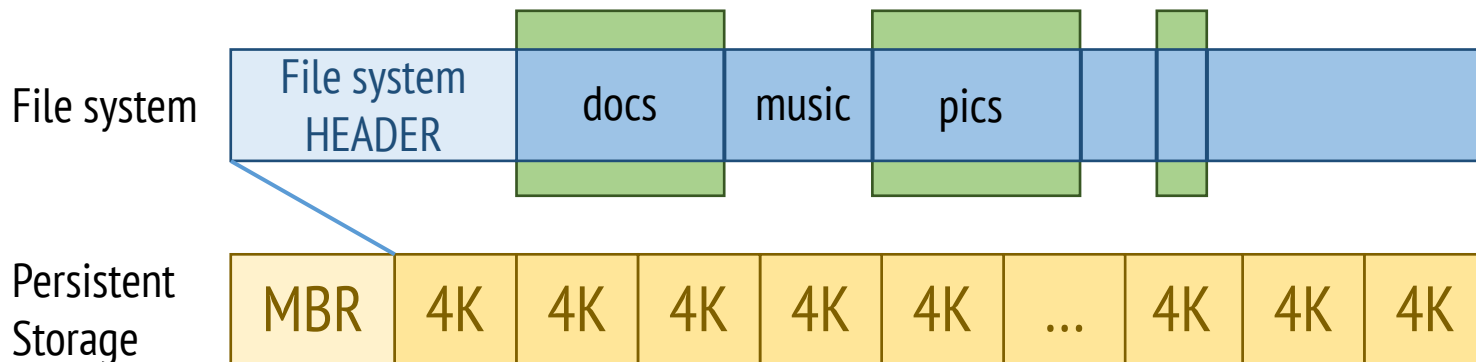 File system
File system
HEADER
docs
music
pics
Persistent
Storage
MBR
4K
4K
4K
4K
4K
...
4K
4K
4K